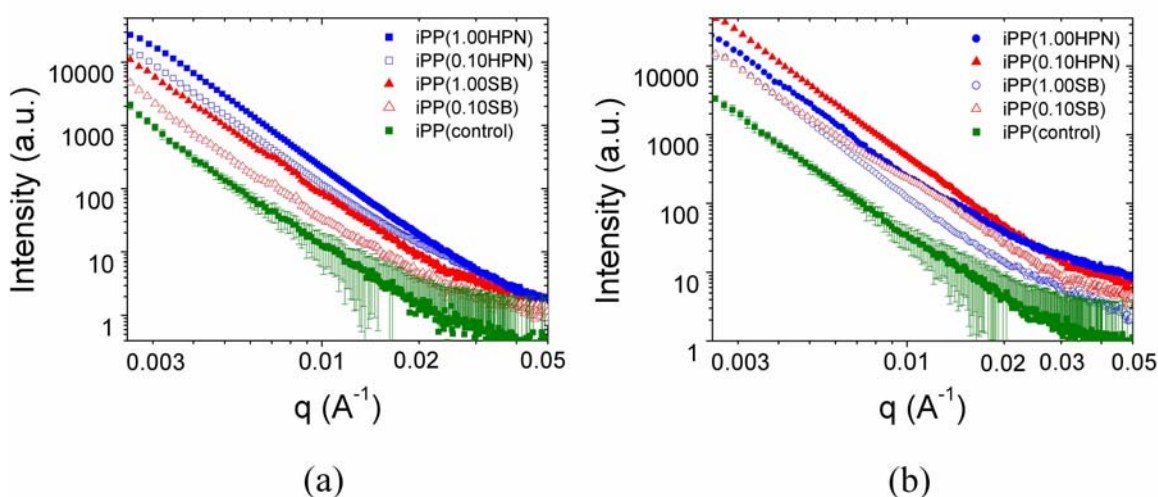 iPP(1.00HPN)
iPP(0.10HPN)
iPP(1.00SB)
iPP(0.10SB)
iPP(control)
10000
1000
100
10
1
Intensity (a.u.)
0.003
0.01
0.02
0.05
q (A⁻¹)
(a)
iPP(1.00HPN)
iPP(0.10HPN)
iPP(1.00SB)
iPP(0.10SB)
iPP(control)
10000
1000
100
10
1
Intensity (a.u.)
0.003
0.01
0.02
0.03
0.05
q (A⁻¹)
(b)